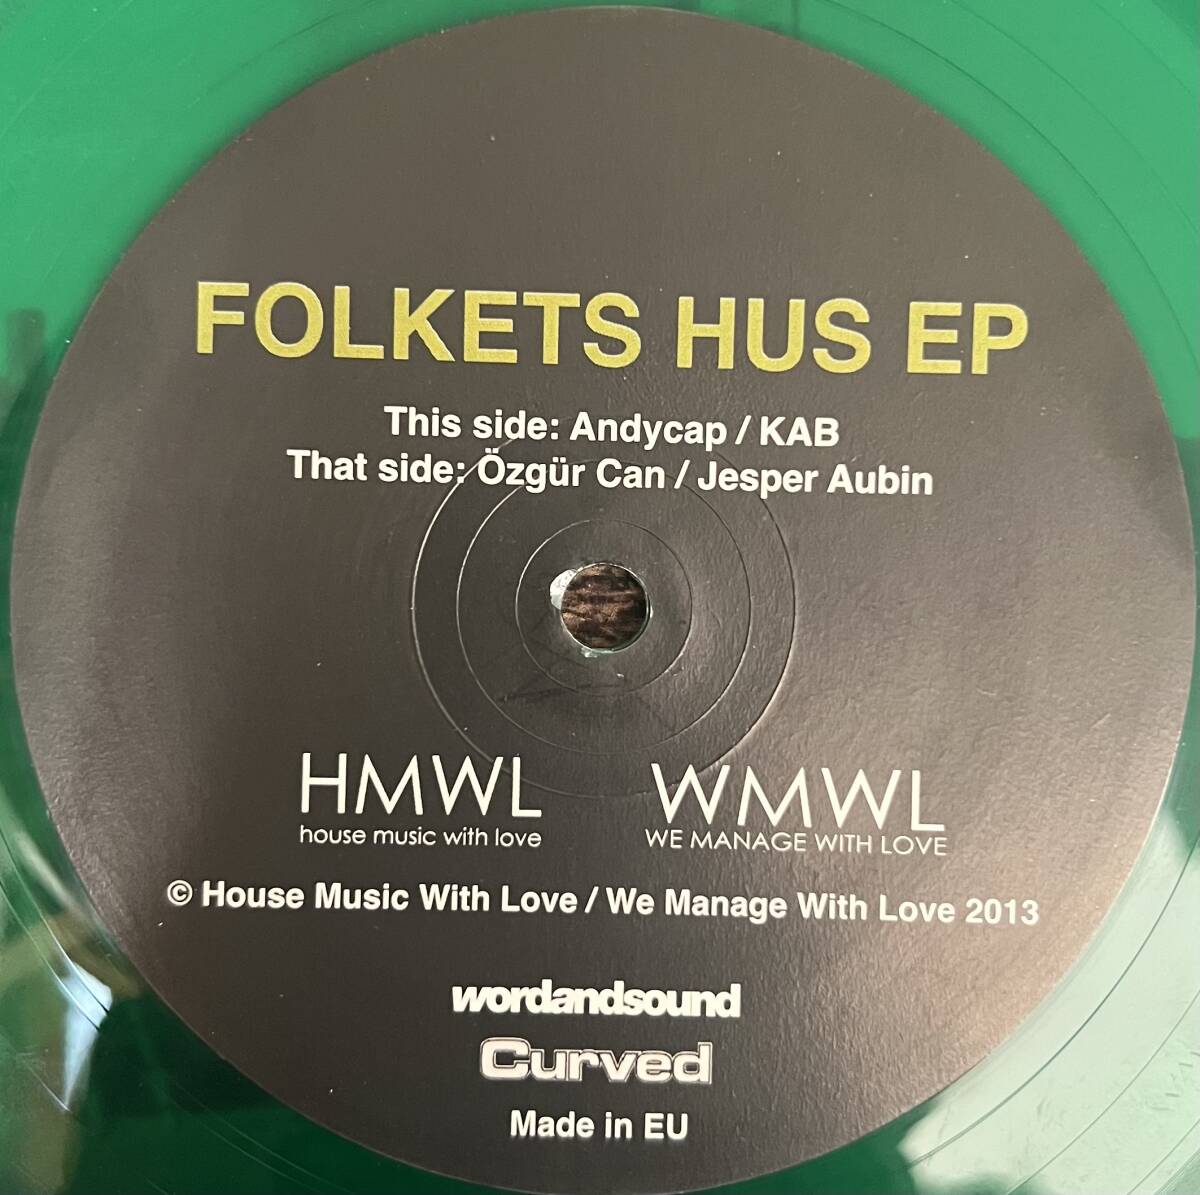 FOLKETS HUS EP
This side: Andycap / KAB
That side: Özgür Can / Jesper Aubin
HMWL
house music with love
WMWL
WE MANAGE WITH LOVE
© House Music With Love / We Manage With Love 2013
wordandsound
Curved
Made in EU